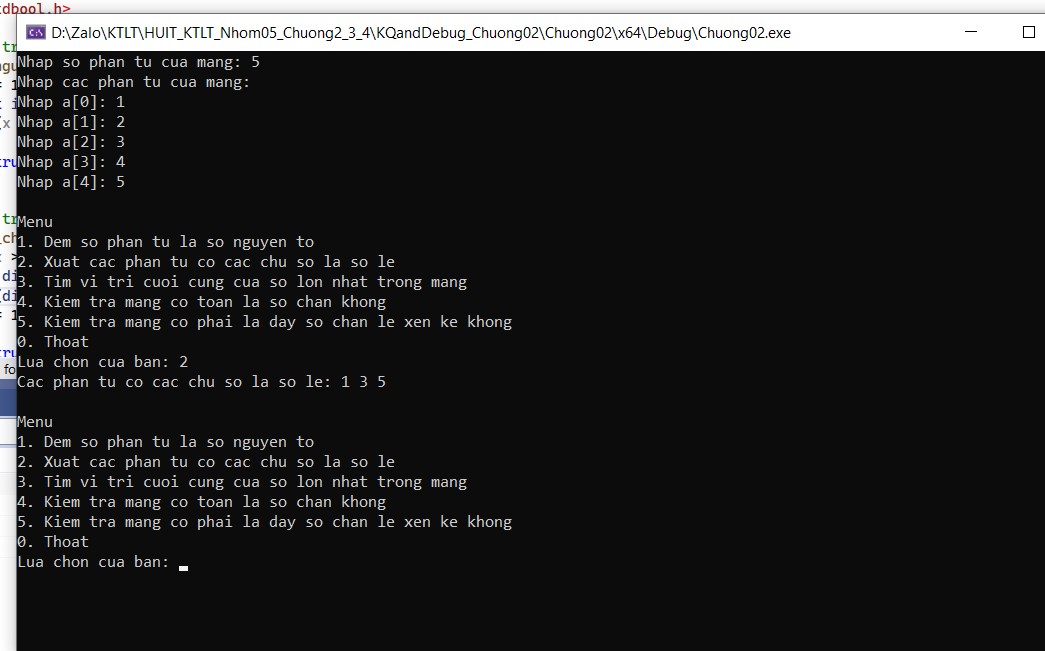 tdbool.h>
D:\Zalo\KTLT\HUIT_KTLT_Nhom05_Chuong2_3_4\KQandDebug_Chuong02\Chuong02\x64\Debug\Chuong02.exe
Nhap so phan tu cua mang: 5
Nhap cac phan tu cua mang:
Nhap a[0]: 1
Nhap a[1]: 2
Nhap a[2]: 3
Nhap a[3]: 4
Nhap a[4]: 5
Menu
1. Dem so phan tu la so nguyen to
2. Xuat cac phan tu co cac chu so la so le
3. Tim vi tri cuoi cung cua so lon nhat trong mang
4. Kiem tra mang co toan la so chan khong
5. Kiem tra mang co phai la day so chan le xen ke khong
0. Thoat
Lua chon cua ban: 2
Cac phan tu co cac chu so la so le: 1 3 5
Menu
1. Dem so phan tu la so nguyen to
2. Xuat cac phan tu co cac chu so la so le
3. Tim vi tri cuoi cung cua so lon nhat trong mang
4. Kiem tra mang co toan la so chan khong
5. Kiem tra mang co phai la day so chan le xen ke khong
0. Thoat
Lua chon cua ban: